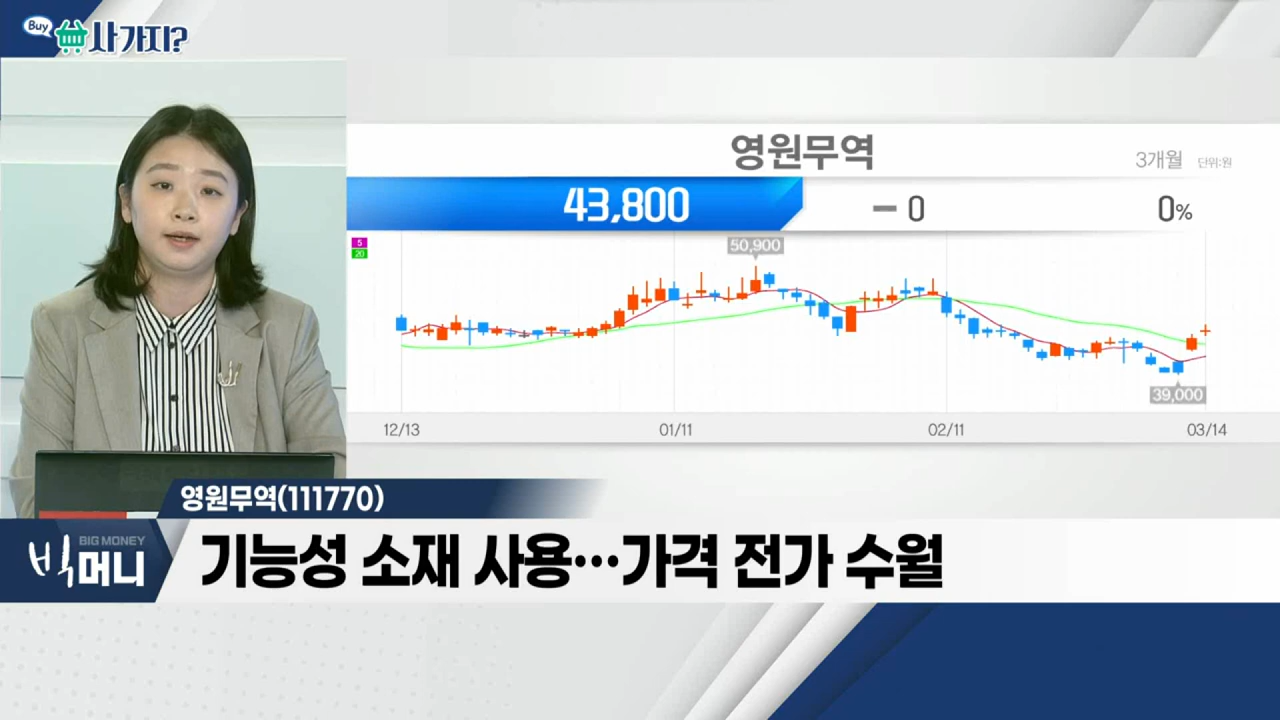 Buy 사가지?
영원무역
3개월 단위:원
43,800 0 0%
5
20
50,900
39,000
12/13 01/11 02/11 03/14
영원무역(111770)
BIG MONEY
빅머니
기능성 소재 사용…가격 전가 수월